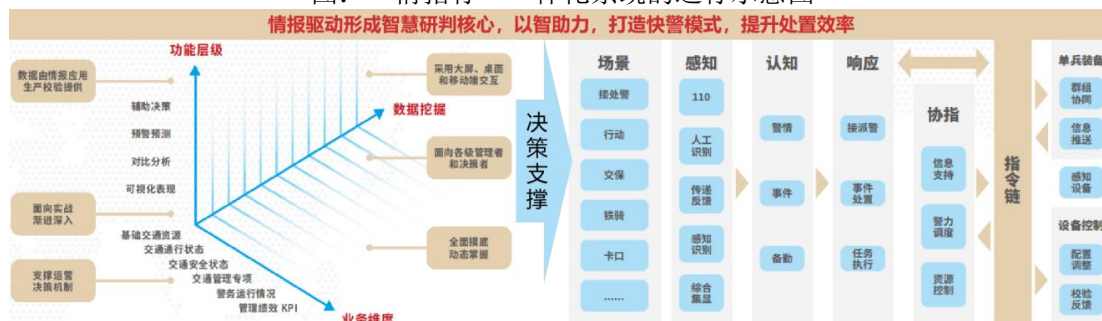 情报驱动形成智慧研判核心，以智助力，打造快警模式，提升处置效率
功能层级
数据由情报应用
生产校验提供
辅助决策
预警预测
对比分析
可视化表现
面向实战
渐进深入
支撑运营
决策机制
基础交通资源
交通通行状态
交通安全状态
交通管理专项
警务运行情况
管理绩效 KPI
业务维度
采用大屏、桌面
和移动端交互
数据挖掘
面向各级管理者
和决策者
全面摸底
动态掌握
决策支撑
场景
接处警
行动
交保
铁骑
卡口
......
感知
110
人工
识别
传递
反馈
感知
识别
综合
集显
认知
警情
事件
备勤
响应
接派警
事件
处置
任务
执行
协指
信息
支持
警力
调度
资源
控制
指令链
单兵装备
群组
协同
信息
推送
感知
设备
设备控制
配置
调整
校验
反馈